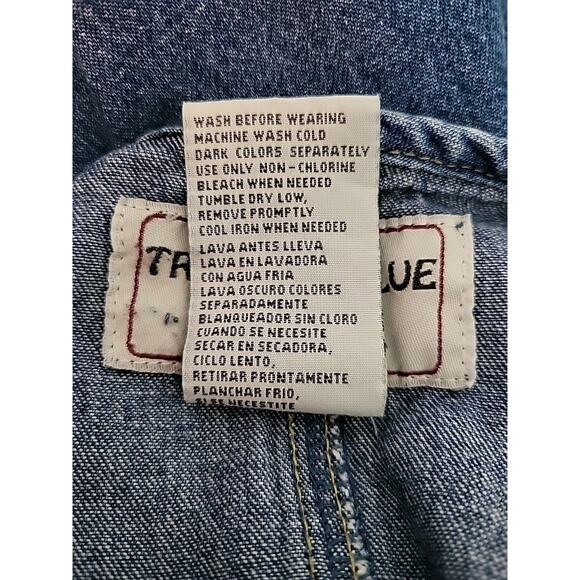 WASH BEFORE WEARING
MACHINE WASH COLD
DARK COLORS SEPARATELY
USE ONLY NON-CHLORINE
BLEACH WHEN NEEDED
TUMBLE DRY LOW,
REMOVE PROMPTLY
COOL IRON WHEN NEEDED
LAVA ANTES LLEVA
LAVA EN LAVADORA
CON AGUA FRIA
LAVA OSCURO COLORES
SEPARADAMENTE
BLANQUEADOR SIN CLORO
CUANDO SE NECESITE
SECAR EN SECADORA,
CICLO LENTO,
RETIRAR PRONTAMENTE
PLANCHAR FRIO,
SE NECESTITE